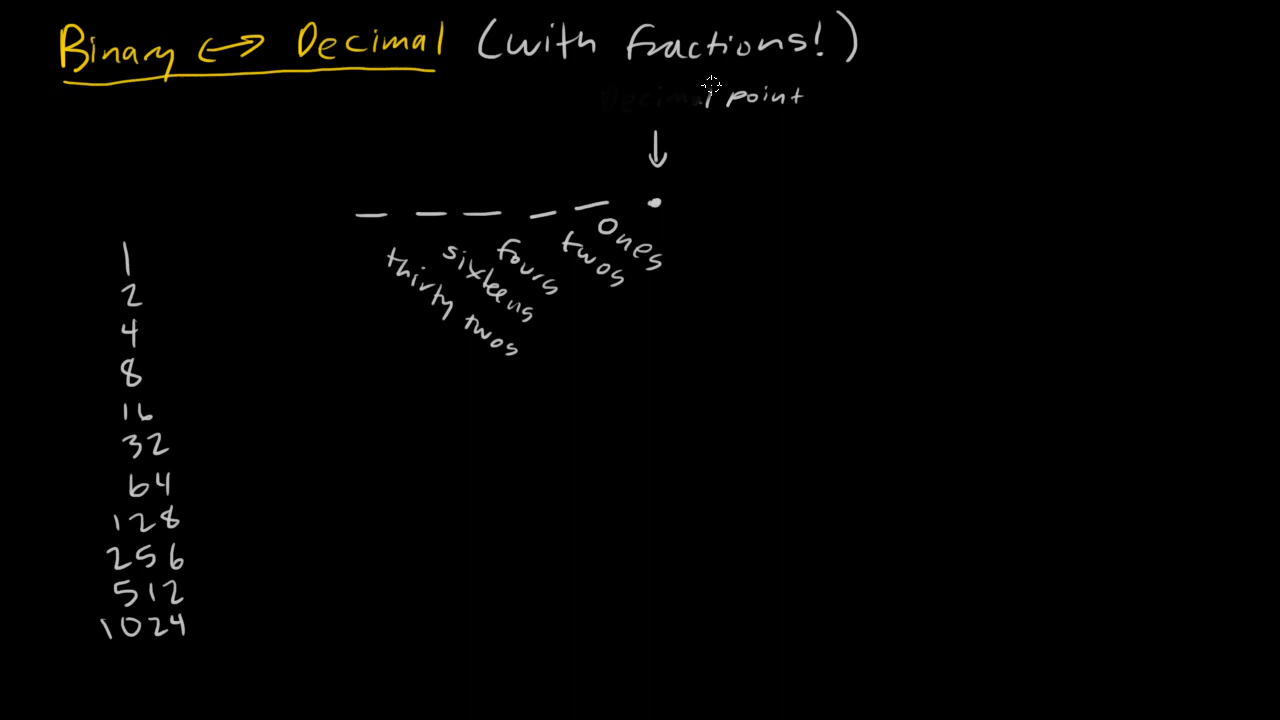 Binary ↔ Decimal (with fractions!)
Decimal point
ones
twos
fours
sixteens
thirty twos
1
2
4
8
16
32
64
128
256
512
1024